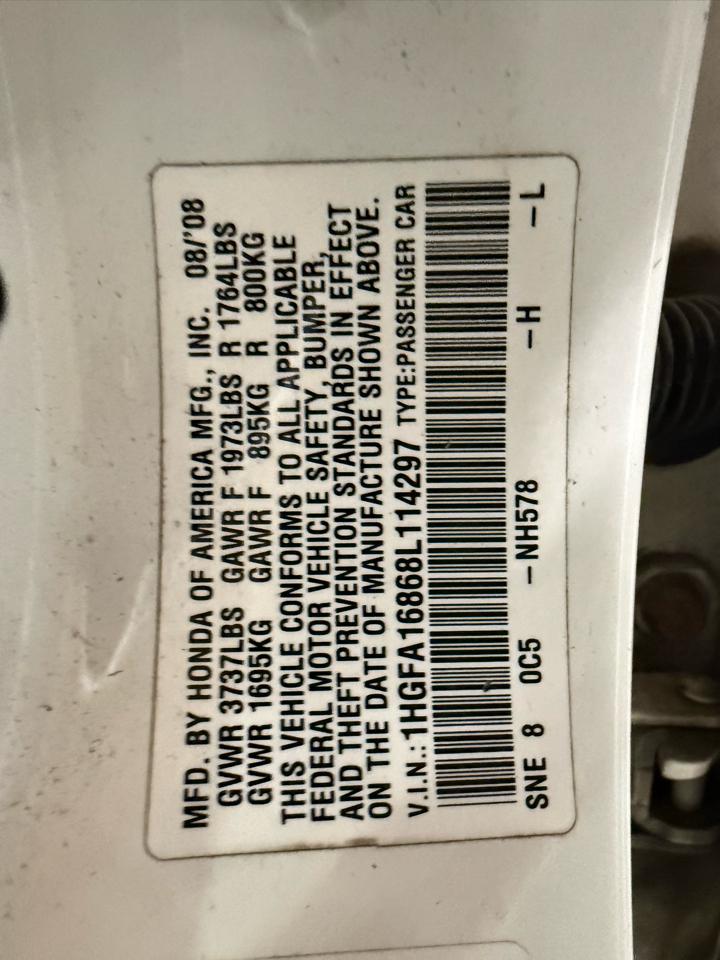 MFD. BY HONDA OF AMERICA MFG., INC. 08/'08
GVWR 3737LBS GAWR F 1973LBS R 1764LBS
GVWR 1695KG GAWR F 895KG R 800KG
THIS VEHICLE CONFORMS TO ALL APPLICABLE
FEDERAL MOTOR VEHICLE SAFETY, BUMPER,
AND THEFT PREVENTION STANDARDS IN EFFECT
ON THE DATE OF MANUFACTURE SHOWN ABOVE.
V.I.N.: 1HGFA16868L114297 TYPE:PASSENGER CAR
SNE 8 0C5 -NH578 -H -L